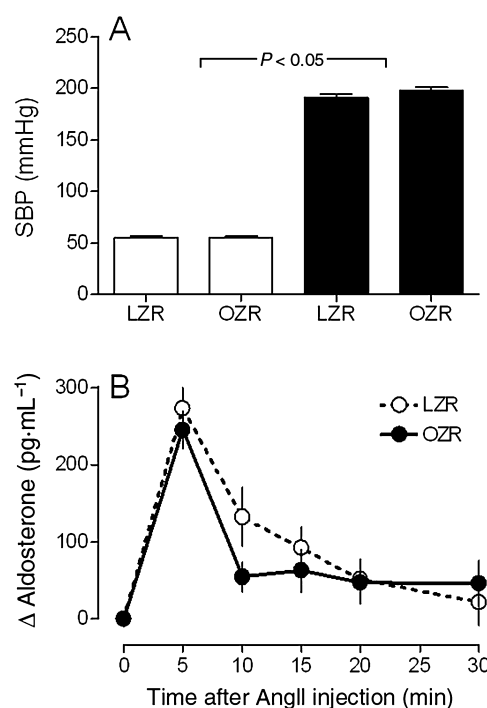 A
SBP (mmHg)
250
200
150
100
50
0
P < 0.05
LZR OZR LZR OZR
B
Δ Aldosterone (pg·mL⁻¹)
300
200
100
0
LZR
OZR
0 5 10 15 20 25 30
Time after AngII injection (min)